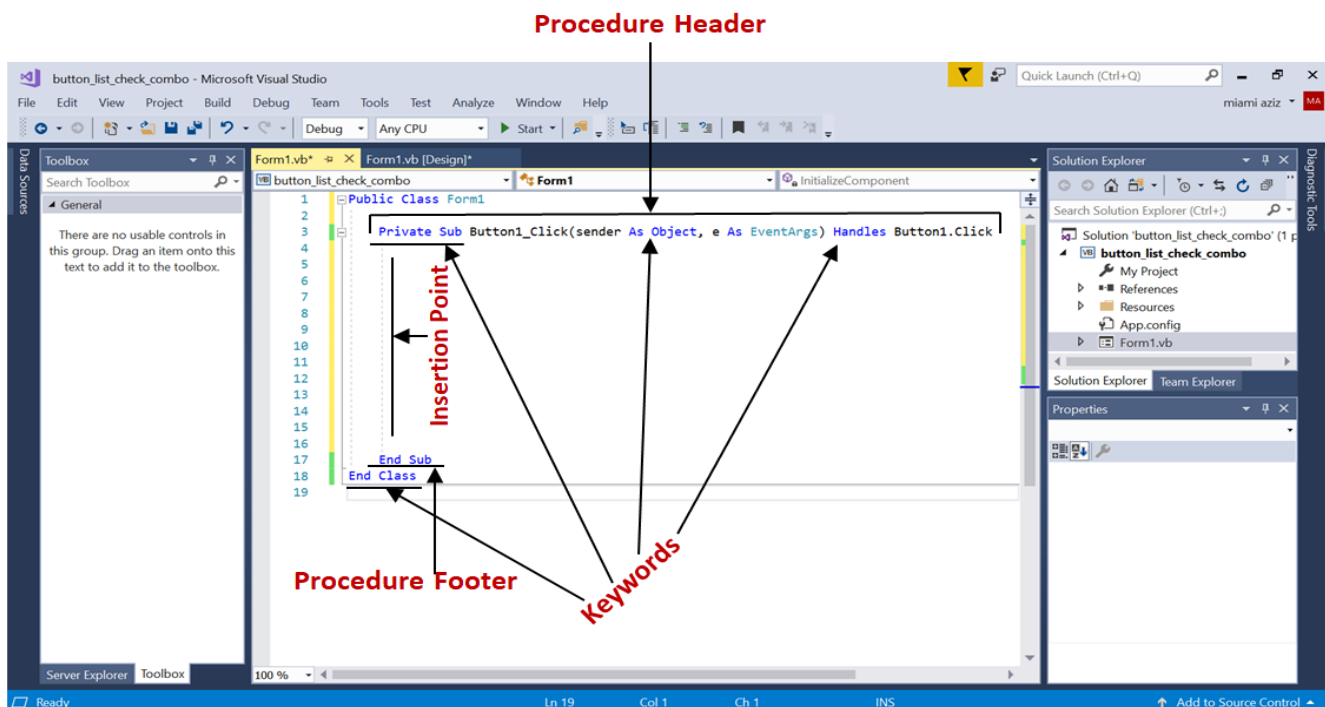 Procedure Header
button_list_check_combo - Microsoft Visual Studio
Quick Launch (Ctrl+Q)
File Edit View Project Build Debug Team Tools Test Analyze Window Help
miami aziz MA
Debug Any CPU Start
Data Sources
Toolbox
Search Toolbox
General
There are no usable controls in
this group. Drag an item onto this
text to add it to the toolbox.
Server Explorer Toolbox
Form1.vb* Form1.vb [Design]*
VB button_list_check_combo Form1 InitializeComponent
1 Public Class Form1
2
3 Private Sub Button1_Click(sender As Object, e As EventArgs) Handles Button1.Click
4
5
6
7
8
9
10
11
12
13
14
15
16
17 End Sub
18 End Class
19
Insertion Point
Procedure Footer
Keywords
100 %
Solution Explorer
Search Solution Explorer (Ctrl+;)
Solution 'button_list_check_combo' (1 p
VB button_list_check_combo
My Project
References
Resources
App.config
Form1.vb
Solution Explorer Team Explorer
Properties
Diagnostic Tools
Ready Ln 19 Col 1 Ch 1 INS Add to Source Control